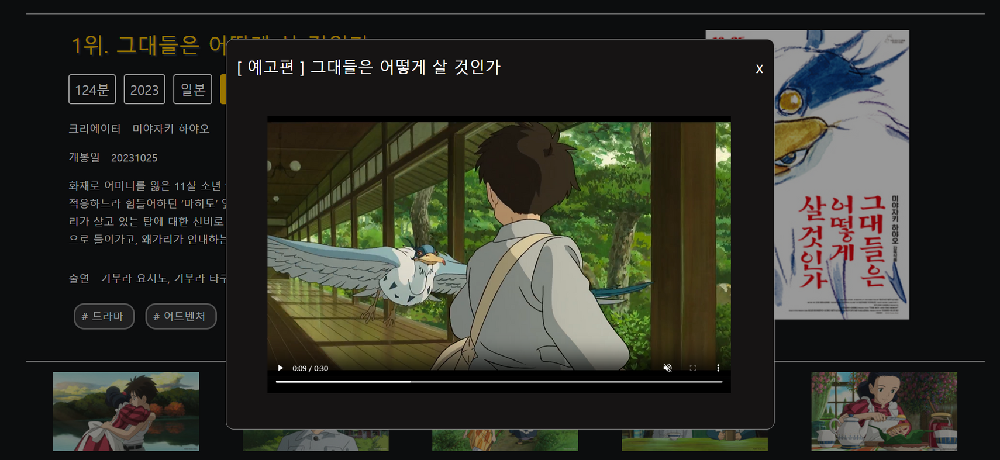 1위. 그대들은 어떻게 살 것인가
[ 예고편 ] 그대들은 어떻게 살 것인가
x
124분
2023
일본
크리에이터 미야자키 하야오
개봉일 20231025
화재로 어머니를 잃은 11살 소년
적응하느라 힘들어하던 ‘마히토’
리가 살고 있는 탑에 대한 신비로
으로 들어가고, 왜가리가 안내하는
출연 기무라 요시노, 기무라 타쿠
# 드라마
# 어드벤처
0:09 / 0:30
미야자키 하야오
그대들은
어떻게
살 것인가